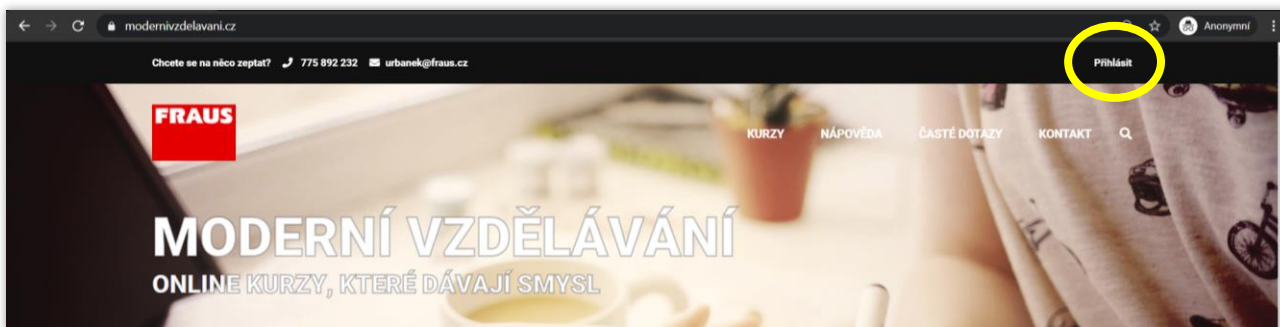 modernivzdelavani.cz
Anonymní
Chcete se na něco zeptat? 775 892 232 urbanek@fraus.cz
Přihlásit
FRAUS
KURZY NÁPOVĚDA ČASTÉ DOTAZY KONTAKT
MODERNÍ VZDĚLÁVÁNÍ
ONLINE KURZY, KTERÉ DÁVAJÍ SMYSL